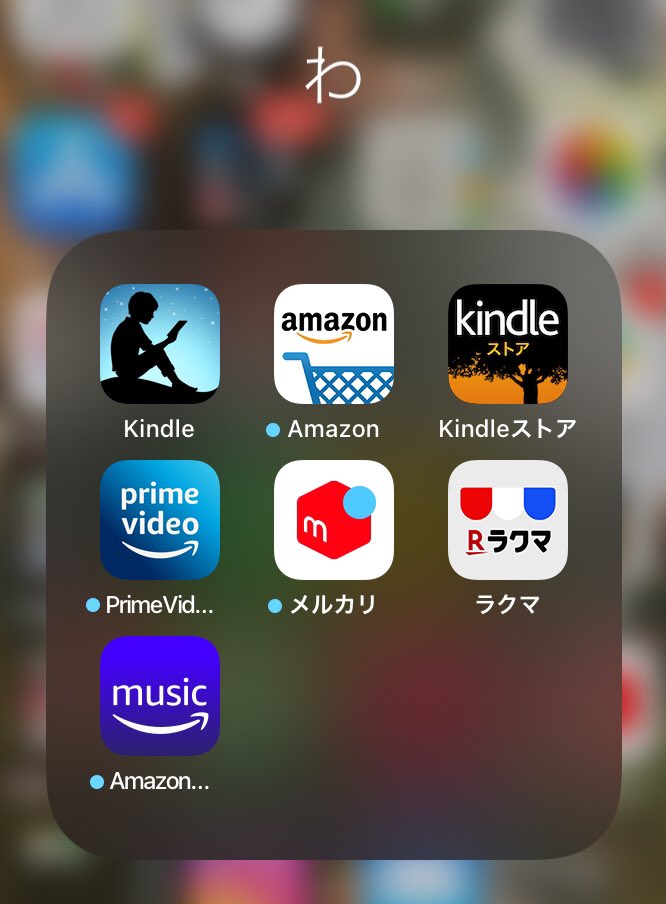 わ
amazon
kindle
ストア
Kindle
Amazon
Kindleストア
prime
video
m
Rラクマ
PrimeVid...
メルカリ
ラクマ
music
Amazon...